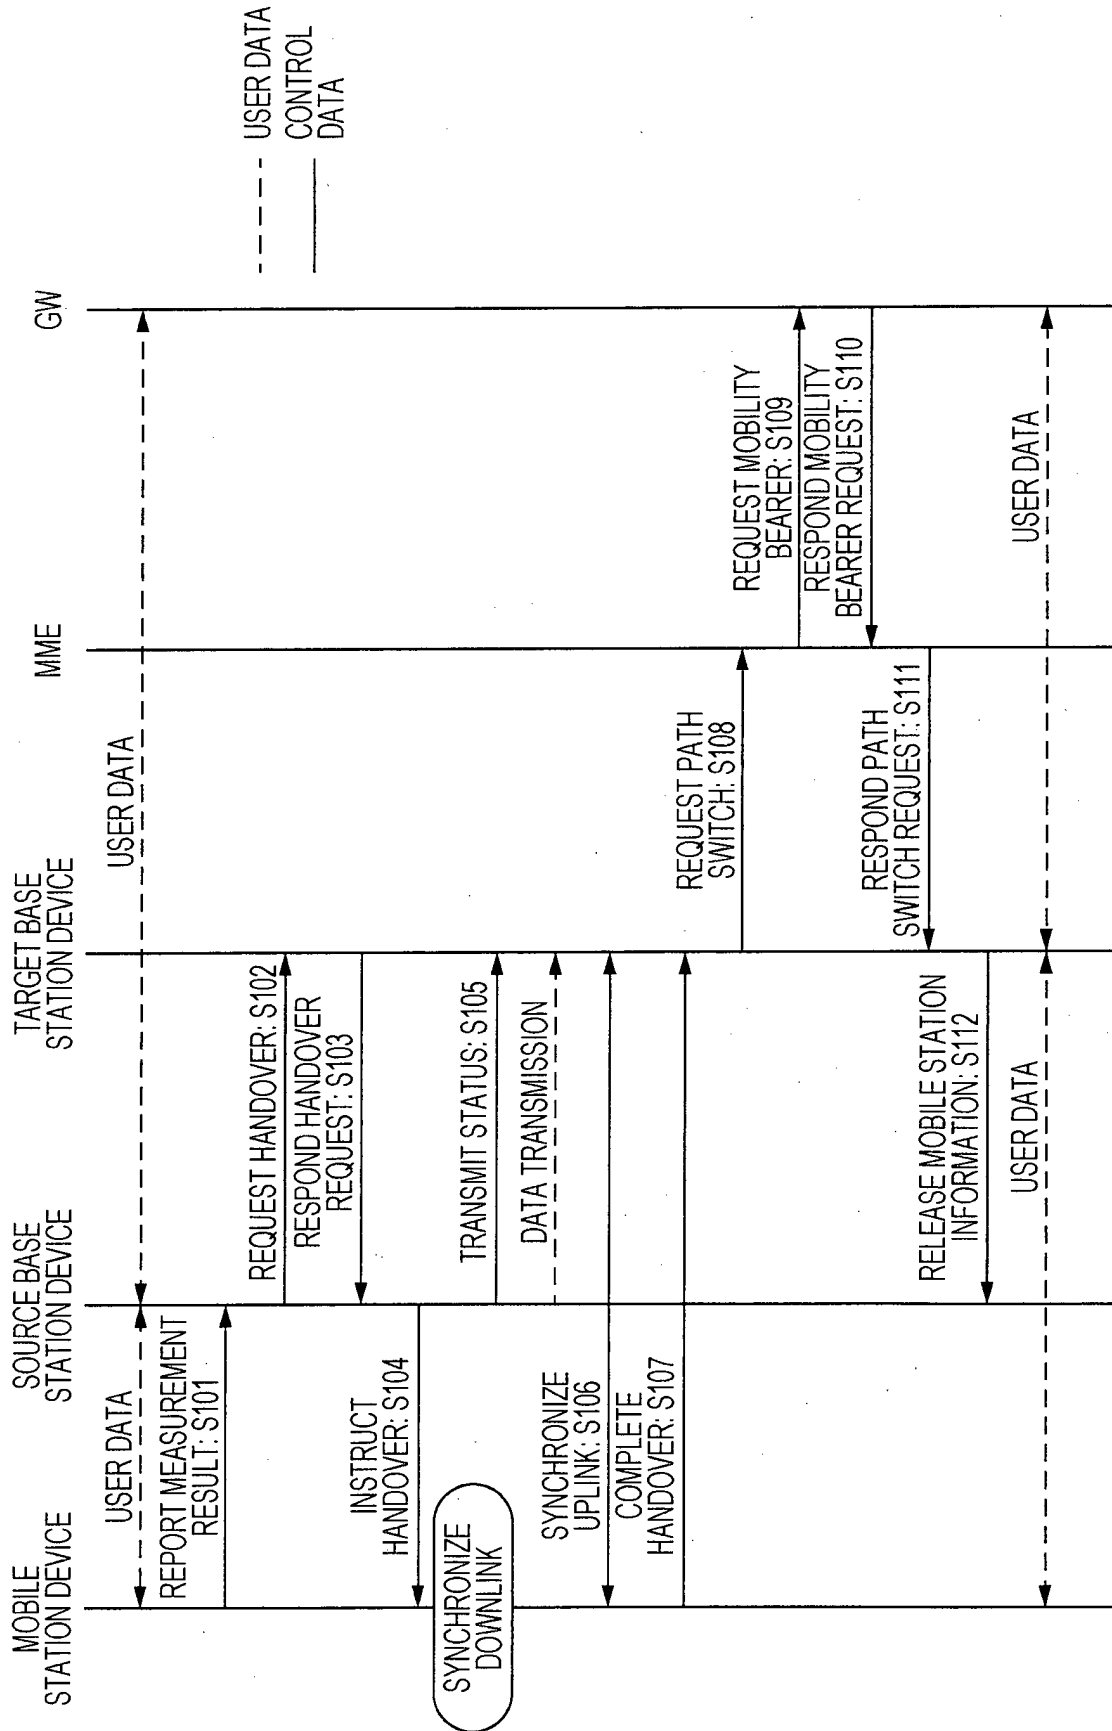 MOBILE
STATION DEVICE
SOURCE BASE
STATION DEVICE
TARGET BASE
STATION DEVICE
MME
GW
USER DATA
USER DATA
REPORT MEASUREMENT
RESULT: S101
REQUEST HANDOVER: S102
RESPOND HANDOVER
REQUEST: S103
INSTRUCT
HANDOVER: S104
SYNCHRONIZE
DOWNLINK
TRANSMIT STATUS: S105
DATA TRANSMISSION
SYNCHRONIZE
UPLINK: S106
COMPLETE
HANDOVER: S107
REQUEST PATH
SWITCH: S108
REQUEST MOBILITY
BEARER: S109
RESPOND MOBILITY
BEARER REQUEST: S110
RESPOND PATH
SWITCH REQUEST: S111
RELEASE MOBILE STATION
INFORMATION: S112
USER DATA
USER DATA
USER DATA
CONTROL
DATA